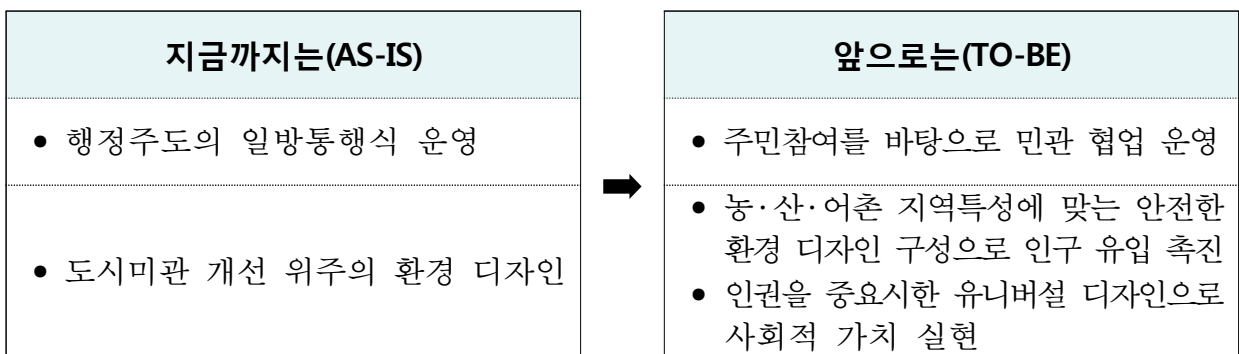 지금까지는(AS-IS)
• 행정주도의 일방통행식 운영
• 도시미관 개선 위주의 환경 디자인
➡
앞으로는(TO-BE)
• 주민참여를 바탕으로 민관 협업 운영
• 농·산·어촌 지역특성에 맞는 안전한
환경 디자인 구성으로 인구 유입 촉진
• 인권을 중요시한 유니버설 디자인으로
사회적 가치 실현